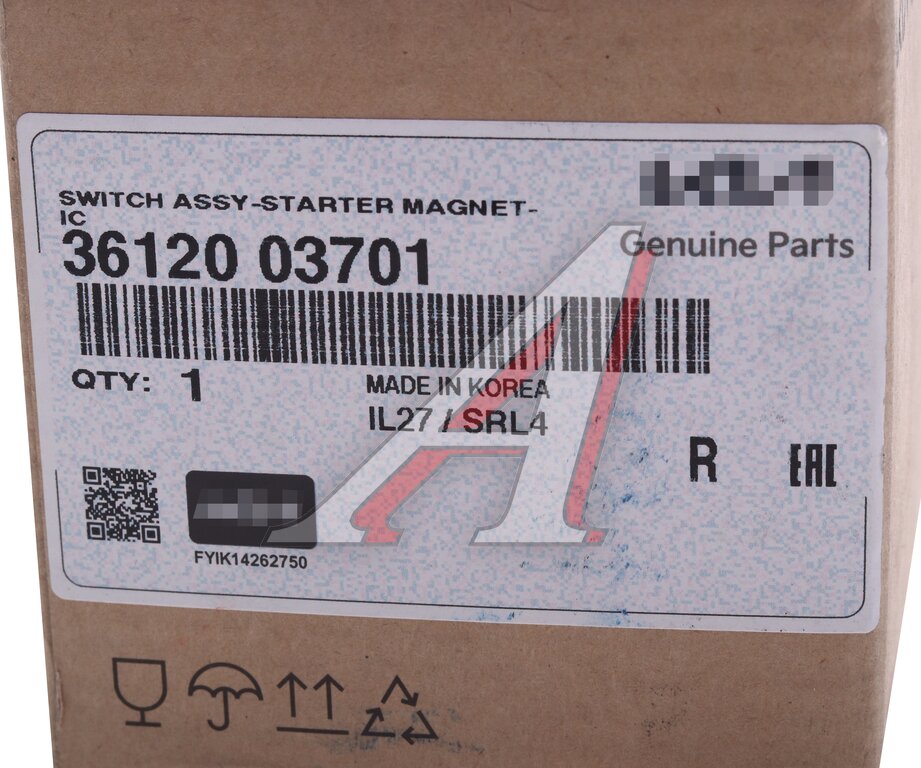 SWITCH ASSY-STARTER MAGNET-
IC
36120 03701
Genuine Parts
QTY: 1
MADE IN KOREA
IL27 / SRL4
R
EAC
FYIK14262750